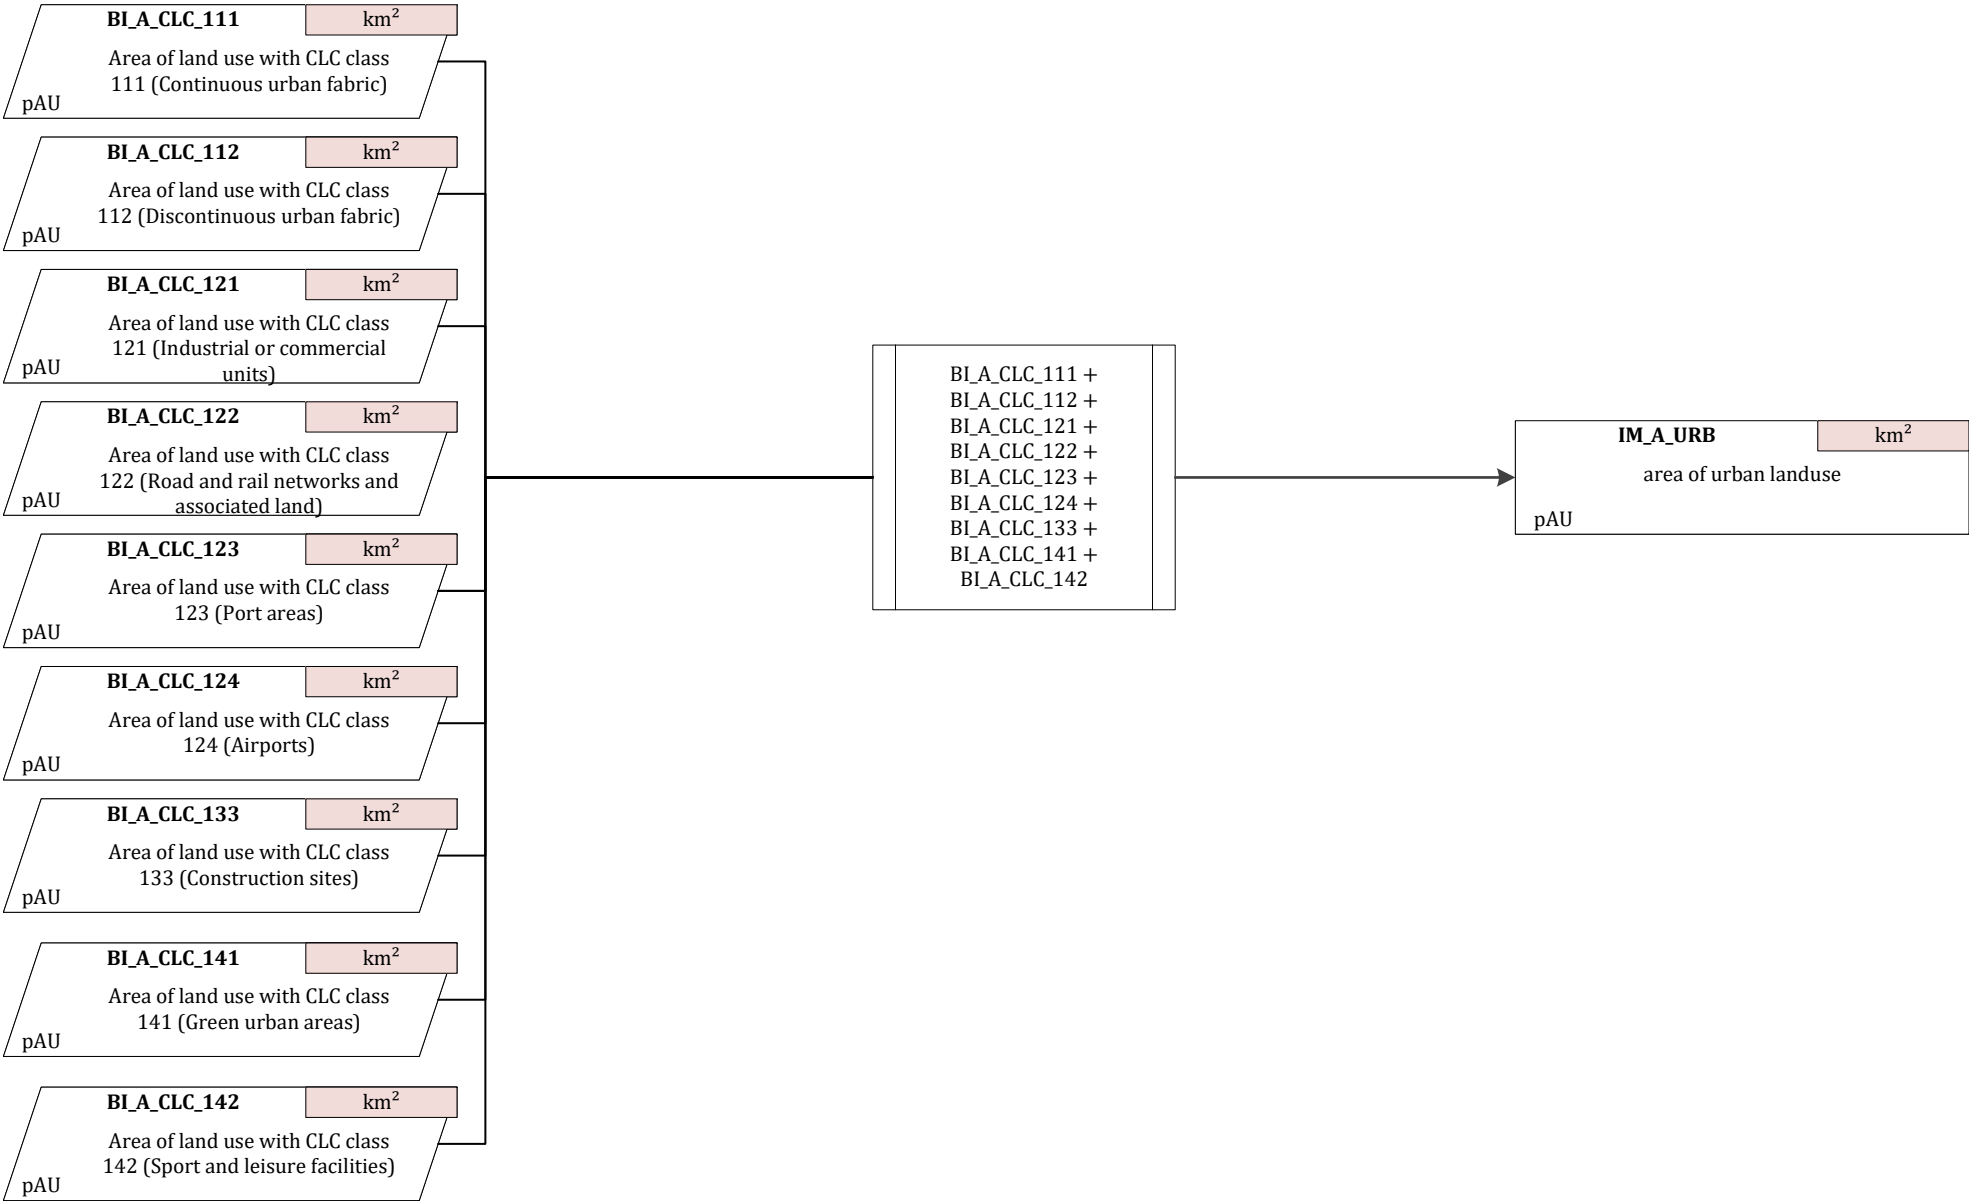 BI_A_CLC_111
km²
Area of land use with CLC class
111 (Continuous urban fabric)
pAU
BI_A_CLC_112
km²
Area of land use with CLC class
112 (Discontinuous urban fabric)
pAU
BI_A_CLC_121
km²
Area of land use with CLC class
121 (Industrial or commercial
units)
pAU
BI_A_CLC_122
km²
Area of land use with CLC class
122 (Road and rail networks and
associated land)
pAU
BI_A_CLC_123
km²
Area of land use with CLC class
123 (Port areas)
pAU
BI_A_CLC_124
km²
Area of land use with CLC class
124 (Airports)
pAU
BI_A_CLC_133
km²
Area of land use with CLC class
133 (Construction sites)
pAU
BI_A_CLC_141
km²
Area of land use with CLC class
141 (Green urban areas)
pAU
BI_A_CLC_142
km²
Area of land use with CLC class
142 (Sport and leisure facilities)
pAU
BI_A_CLC_111 +
BI_A_CLC_112 +
BI_A_CLC_121 +
BI_A_CLC_122 +
BI_A_CLC_123 +
BI_A_CLC_124 +
BI_A_CLC_133 +
BI_A_CLC_141 +
BI_A_CLC_142
IM_A_URB
km²
area of urban landuse
pAU